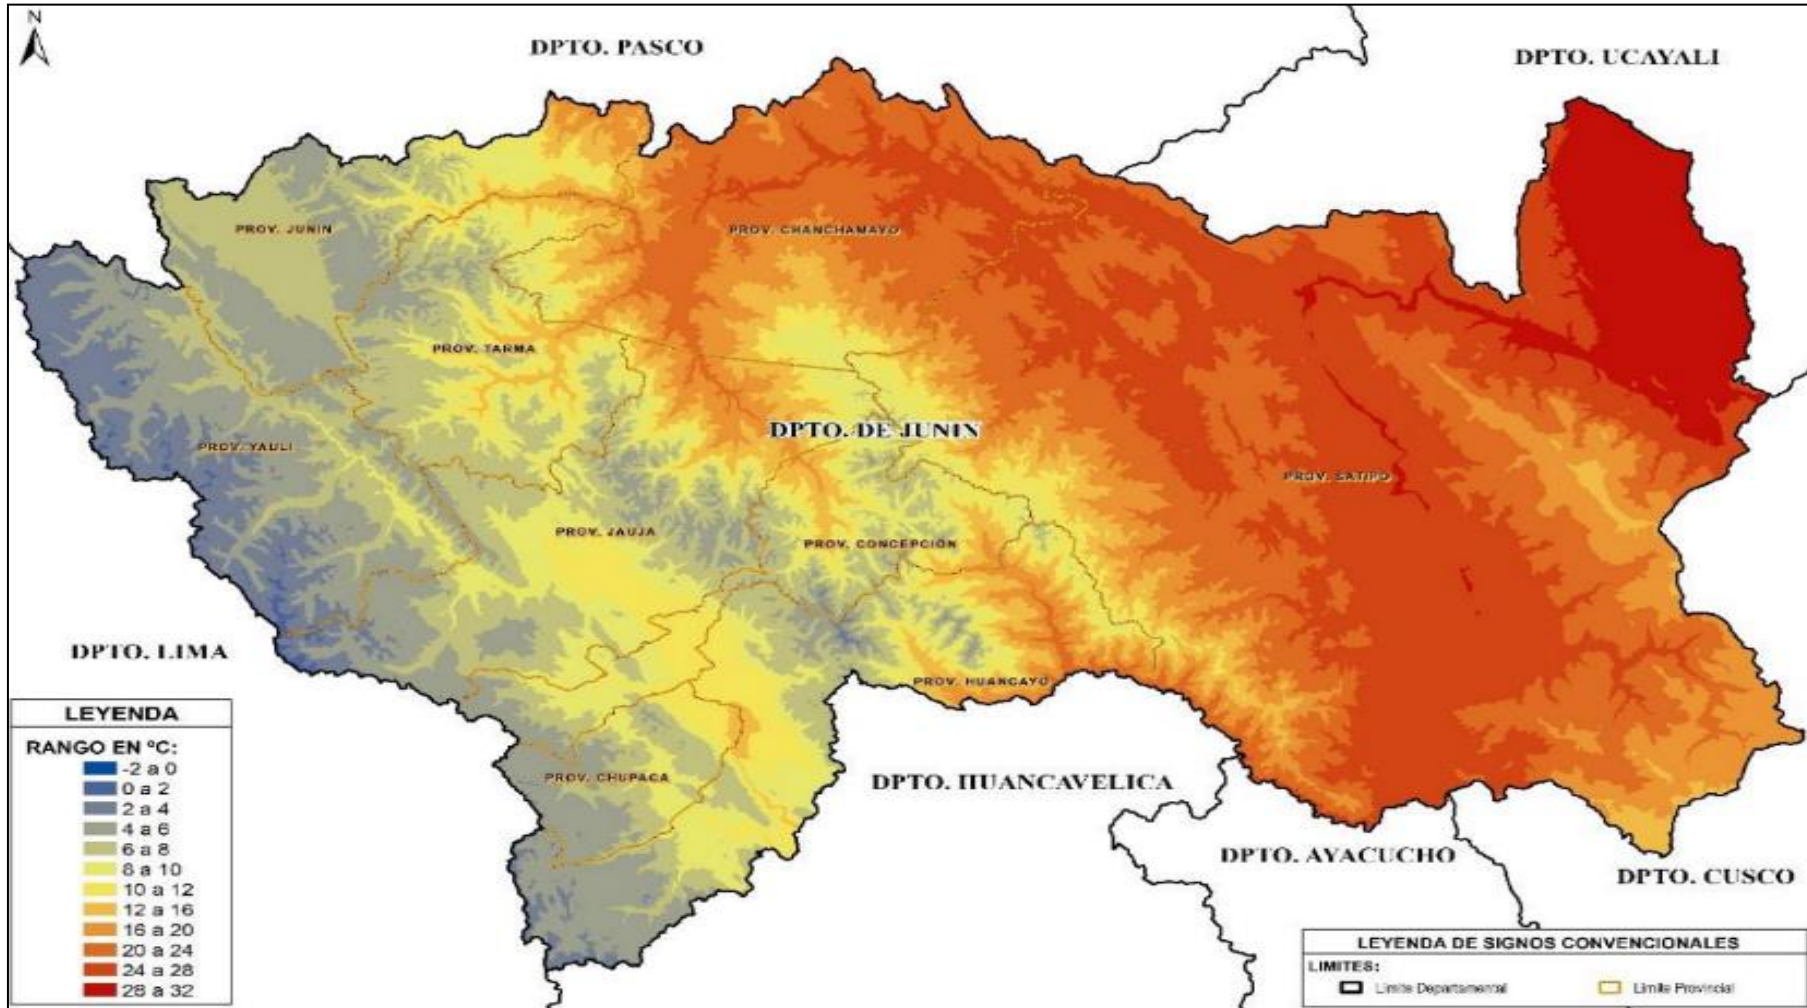 N
DPTO. PASCO
DPTO. UCAYALI
PROV. JUNIN
PROV. CHANCHAMAYO
PROV. TARMA
DPTO. DE JUNIN
PROV. YAULI
PROV. SATIPO
PROV. JAUJA
PROV. CONCEPCIÓN
DPTO. LIMA
PROV. HUANCAYO
PROV. CHUPACA
DPTO. HUANCAVELICA
DPTO. AYACUCHO
DPTO. CUSCO
LEYENDA
RANGO EN ºC:
-2 a 0
0 a 2
2 a 4
4 a 6
6 a 8
8 a 10
10 a 12
12 a 16
16 a 20
20 a 24
24 a 28
28 a 32
LEYENDA DE SIGNOS CONVENCIONALES
LIMITES:
Limite Departamental
Limite Provincial